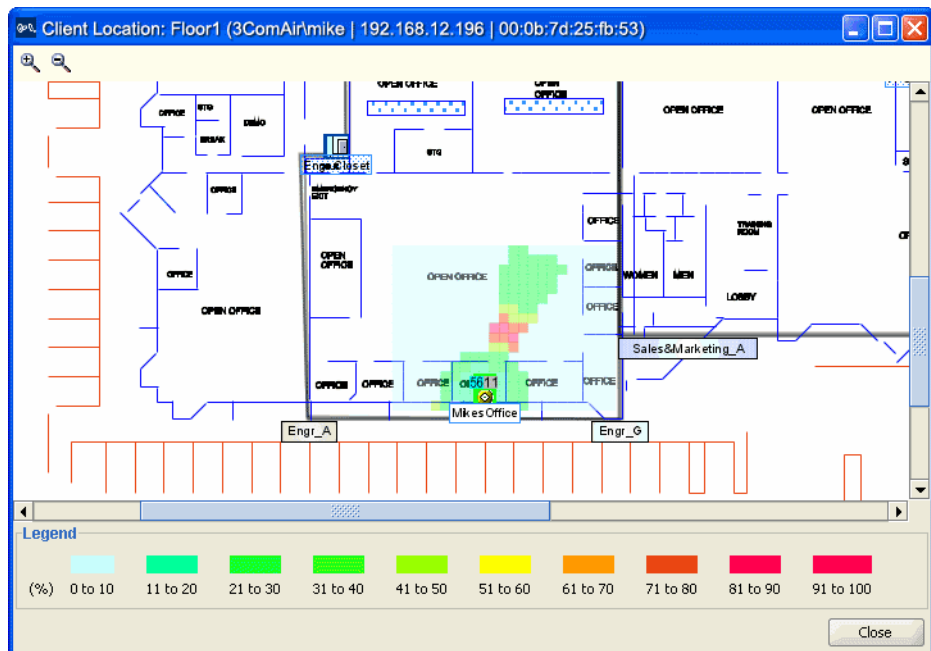 Client Location: Floor1 (3ComAir\mike | 192.168.12.196 | 00:0b:7d:25:fb:53)
OPEN OFFICE
OPEN OFFICE
OPEN OFFICE
OPEN OFFICE
OFFICE
STG
DEMO
BREAK
STG
OFFICE
EMERGENCY EXIT
OFFICE
TRAINING ROOM
OPEN OFFICE
OFFICE
OPEN OFFICE
OFFICE
WOMEN
MEN
LOBBY
OPEN OFFICE
OFFICE
Sales&Marketing_A
OFFICE
OFFICE
OFFICE
5611
OFFICE
OFFICE
Mikes Office
Engr_A
Engr_G
Legend
(%) 0 to 10 11 to 20 21 to 30 31 to 40 41 to 50 51 to 60 61 to 70 71 to 80 81 to 90 91 to 100
Close